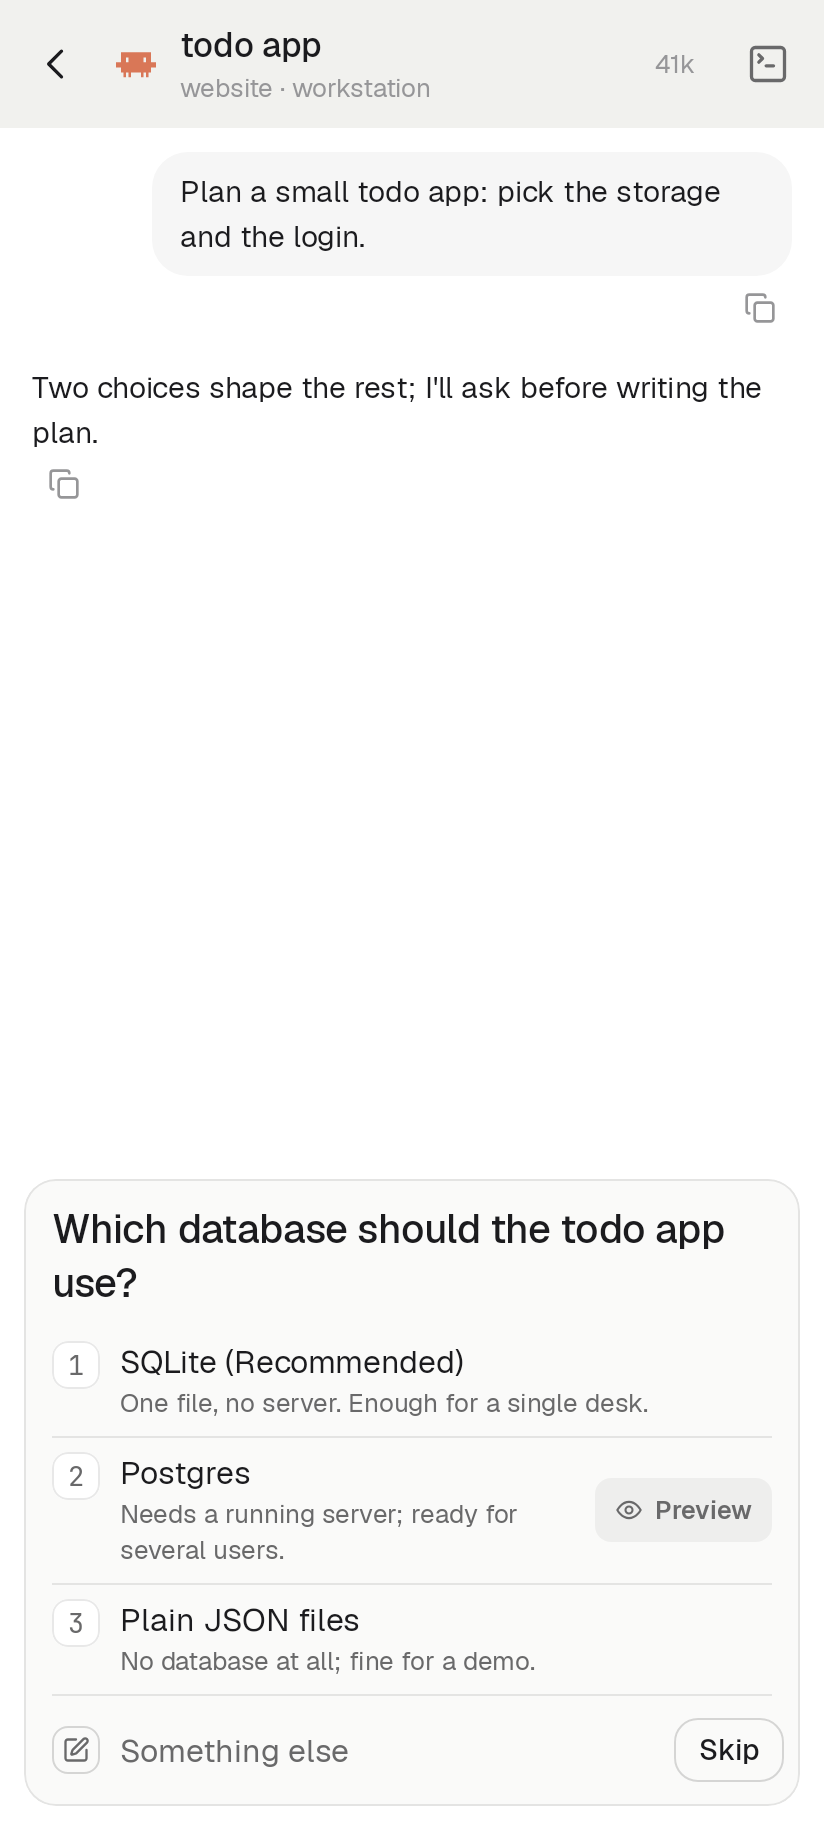 todo app
website · workstation
41k
Plan a small todo app: pick the storage
and the login.
Two choices shape the rest; I'll ask before writing the
plan.
Which database should the todo app
use?
1
SQLite (Recommended)
One file, no server. Enough for a single desk.
2
Postgres
Needs a running server; ready for
several users.
Preview
3
Plain JSON files
No database at all; fine for a demo.
Something else
Skip